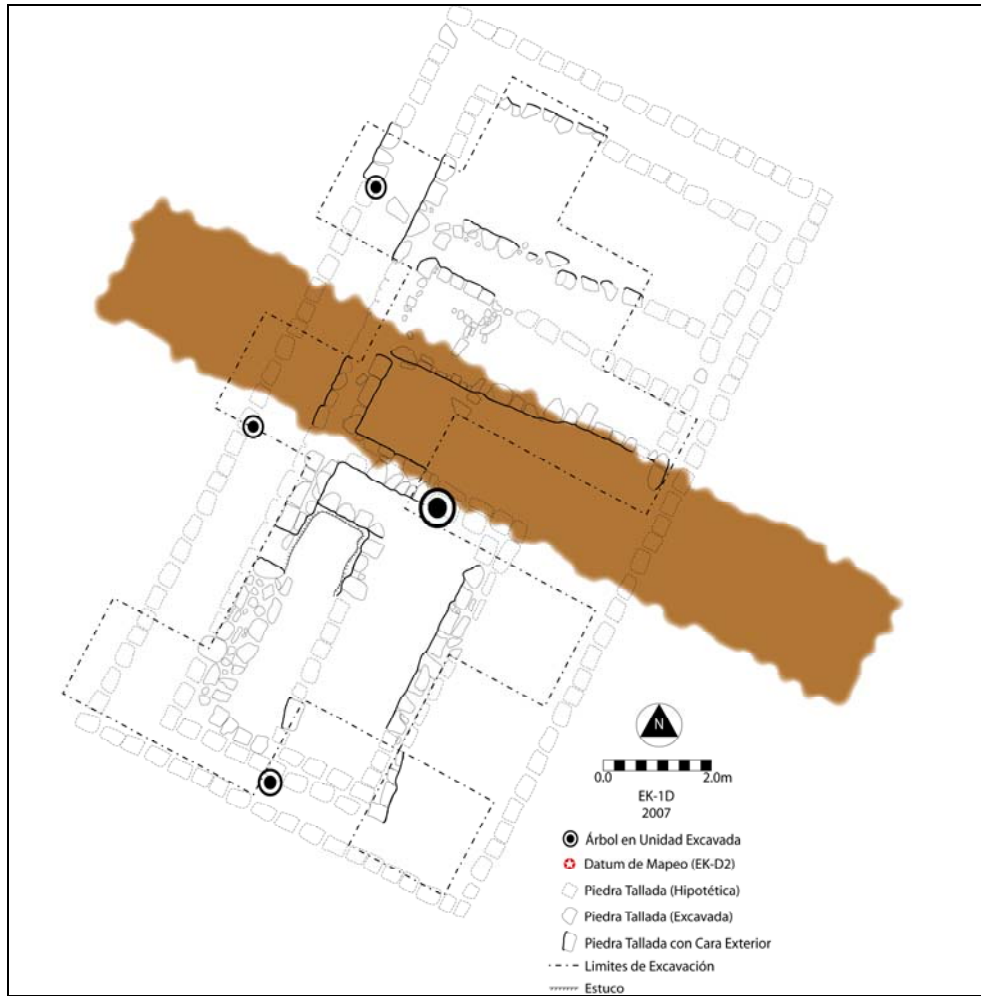 N
0.0 2.0m
EK-1D
2007
Árbol en Unidad Excavada
Datum de Mapeo (EK-D2)
Piedra Tallada (Hipotética)
Piedra Tallada (Excavada)
Piedra Tallada con Cara Exterior
Limites de Excavación
Estuco